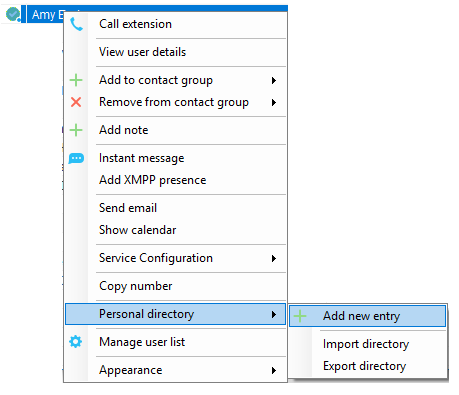 Amy
Call extension
View user details
Add to contact group
Remove from contact group
Add note
Instant message
Add XMPP presence
Send email
Show calendar
Service Configuration
Copy number
Personal directory
Add new entry
Manage user list
Import directory
Export directory
Appearance